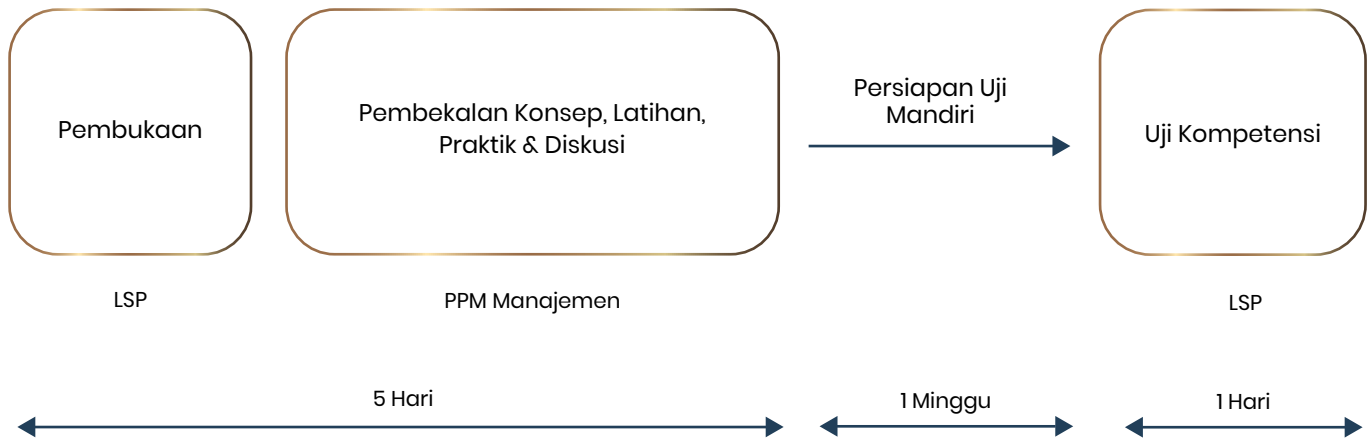 Pembukaan
Pembekalan Konsep, Latihan,
Praktik & Diskusi
Persiapan Uji
Mandiri
Uji Kompetensi
LSP
PPM Manajemen
LSP
5 Hari
1 Minggu
1 Hari